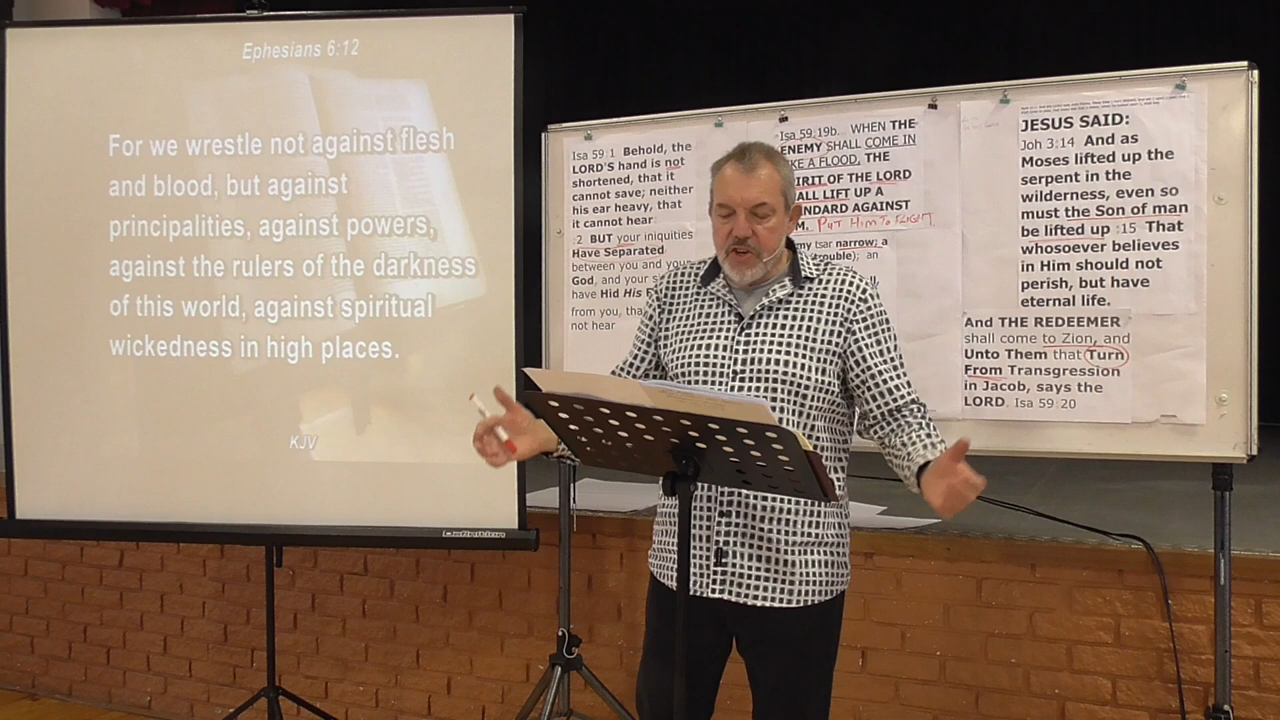 Ephesians 6:12
For we wrestle not against flesh
and blood, but against
principalities, against powers,
against the rulers of the darkness
of this world, against spiritual
wickedness in high places.
KJV
Isa 59 1 Behold, the
LORD'S hand is not
shortened, that it
cannot save; neither
his ear heavy, that
it cannot hear
:2 BUT your iniquities
Have Separated
between you and your
God, and your
have Hid His
from you,
not hear
Isa 59:19b. WHEN THE
ENEMY SHALL COME IN
A FLOOD, THE
OF THE LORD
LIFT UP A
AGAINST
PUT HIM TO FLIGHT
tsar narrow; a
trouble); an
JESUS SAID:
Joh 3:14 And as
Moses lifted up the
serpent in the
wilderness, even so
must the Son of man
be lifted up :15 That
whosoever believes
in Him should not
perish, but have
eternal life.
And THE REDEEMER
shall come to Zion, and
Unto Them that Turn
From Transgression
in Jacob, says the
LORD. Isa 59 20